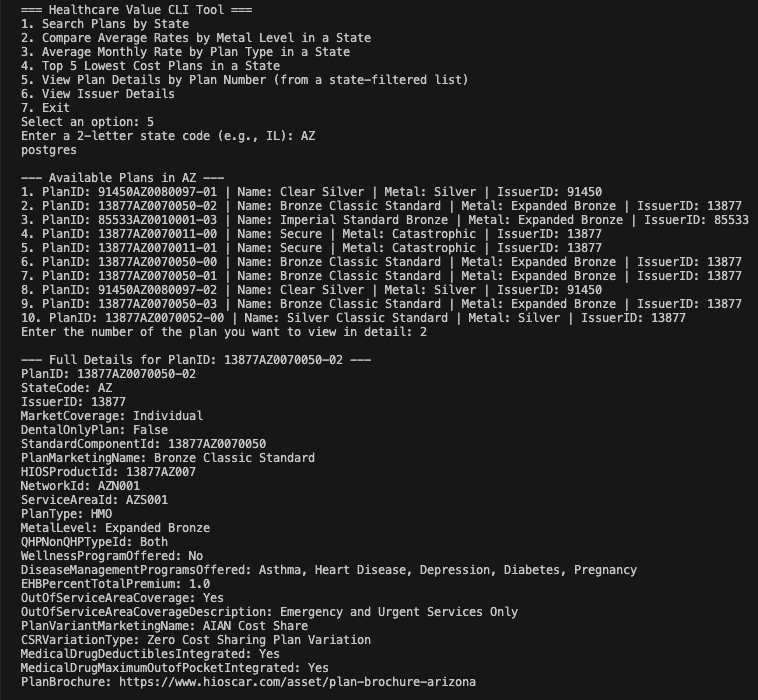 === Healthcare Value CLI Tool ===
1. Search Plans by State
2. Compare Average Rates by Metal Level in a State
3. Average Monthly Rate by Plan Type in a State
4. Top 5 Lowest Cost Plans in a State
5. View Plan Details by Plan Number (from a state-filtered list)
6. View Issuer Details
7. Exit
Select an option: 5
Enter a 2-letter state code (e.g., IL): AZ
postgres
--- Available Plans in AZ ---
1. PlanID: 91450AZ0080097-01 | Name: Clear Silver | Metal: Silver | IssuerID: 91450
2. PlanID: 13877AZ0070050-02 | Name: Bronze Classic Standard | Metal: Expanded Bronze | IssuerID: 13877
3. PlanID: 85533AZ0010001-03 | Name: Imperial Standard Bronze | Metal: Expanded Bronze | IssuerID: 85533
4. PlanID: 13877AZ0070011-00 | Name: Secure | Metal: Catastrophic | IssuerID: 13877
5. PlanID: 13877AZ0070011-01 | Name: Secure | Metal: Catastrophic | IssuerID: 13877
6. PlanID: 13877AZ0070050-00 | Name: Bronze Classic Standard | Metal: Expanded Bronze | IssuerID: 13877
7. PlanID: 13877AZ0070050-01 | Name: Bronze Classic Standard | Metal: Expanded Bronze | IssuerID: 13877
8. PlanID: 91450AZ0080097-02 | Name: Clear Silver | Metal: Silver | IssuerID: 91450
9. PlanID: 13877AZ0070050-03 | Name: Bronze Classic Standard | Metal: Expanded Bronze | IssuerID: 13877
10. PlanID: 13877AZ0070052-00 | Name: Silver Classic Standard | Metal: Silver | IssuerID: 13877
Enter the number of the plan you want to view in detail: 2
--- Full Details for PlanID: 13877AZ0070050-02 ---
PlanID: 13877AZ0070050-02
StateCode: AZ
IssuerID: 13877
MarketCoverage: Individual
DentalOnlyPlan: False
StandardComponentId: 13877AZ0070050
PlanMarketingName: Bronze Classic Standard
HIOSProductId: 13877AZ007
NetworkId: AZN001
ServiceAreaId: AZS001
PlanType: HMO
MetalLevel: Expanded Bronze
QHPNonQHPTypeId: Both
WellnessProgramOffered: No
DiseaseManagementProgramsOffered: Asthma, Heart Disease, Depression, Diabetes, Pregnancy
EHBPercentTotalPremium: 1.0
OutOfServiceAreaCoverage: Yes
OutOfServiceAreaCoverageDescription: Emergency and Urgent Services Only
PlanVariantMarketingName: AIAN Cost Share
CSRVariationType: Zero Cost Sharing Plan Variation
MedicalDrugDeductiblesIntegrated: Yes
MedicalDrugMaximumOutofPocketIntegrated: Yes
PlanBrochure: https://www.hioscar.com/asset/plan-brochure-arizona